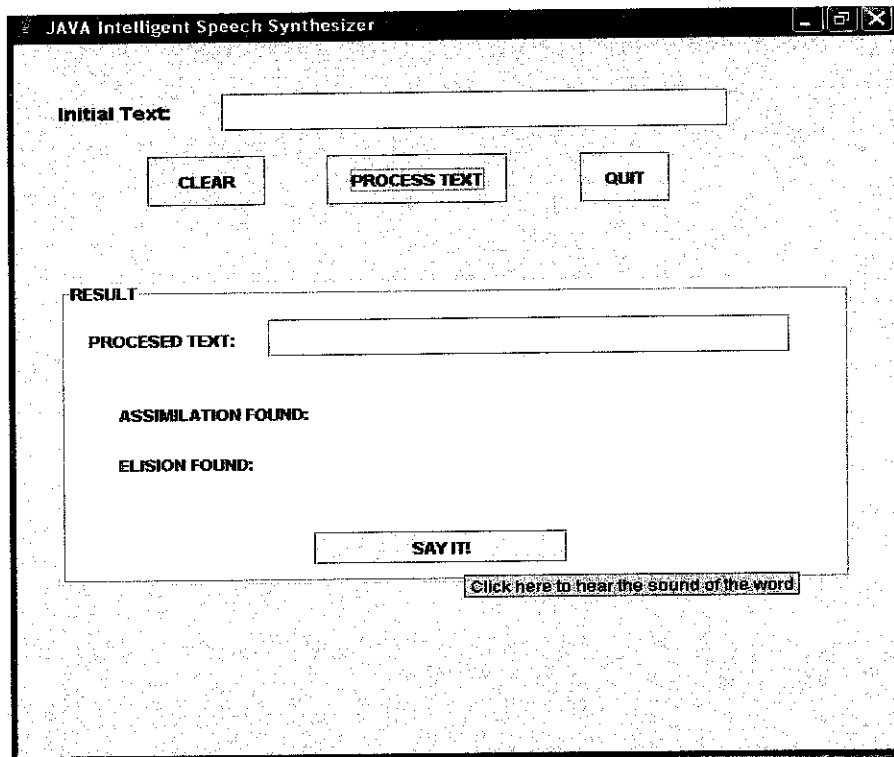 JAVA Intelligent Speech Synthesizer
Initial Text:
CLEAR PROCESS TEXT QUIT
RESULT
PROCESED TEXT:
ASSIMILATION FOUND:
ELISION FOUND:
SAY IT!
Click here to hear the sound of the word